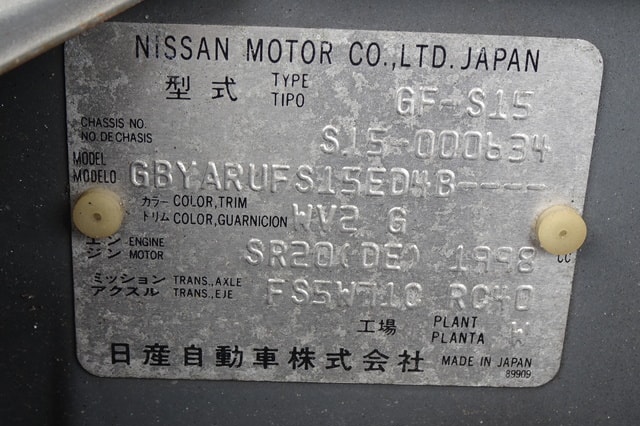 NISSAN MOTOR CO.,LTD. JAPAN
型式 TYPE TIPO GF-S15
CHASSIS NO. NO. DE CHASIS S15-000634
MODEL MODELO GBYARUFS15ED4B----
カラー COLOR,TRIM
トリム COLOR,GUARNICION WV2 G
エンジン ENGINE MOTOR SR20(DE) 1998 CC
ミッション TRANS.,AXLE
アクスル TRANS.,EJE FS5W71C RC40
工場 PLANT PLANTA W
日産自動車株式会社 MADE IN JAPAN
89909